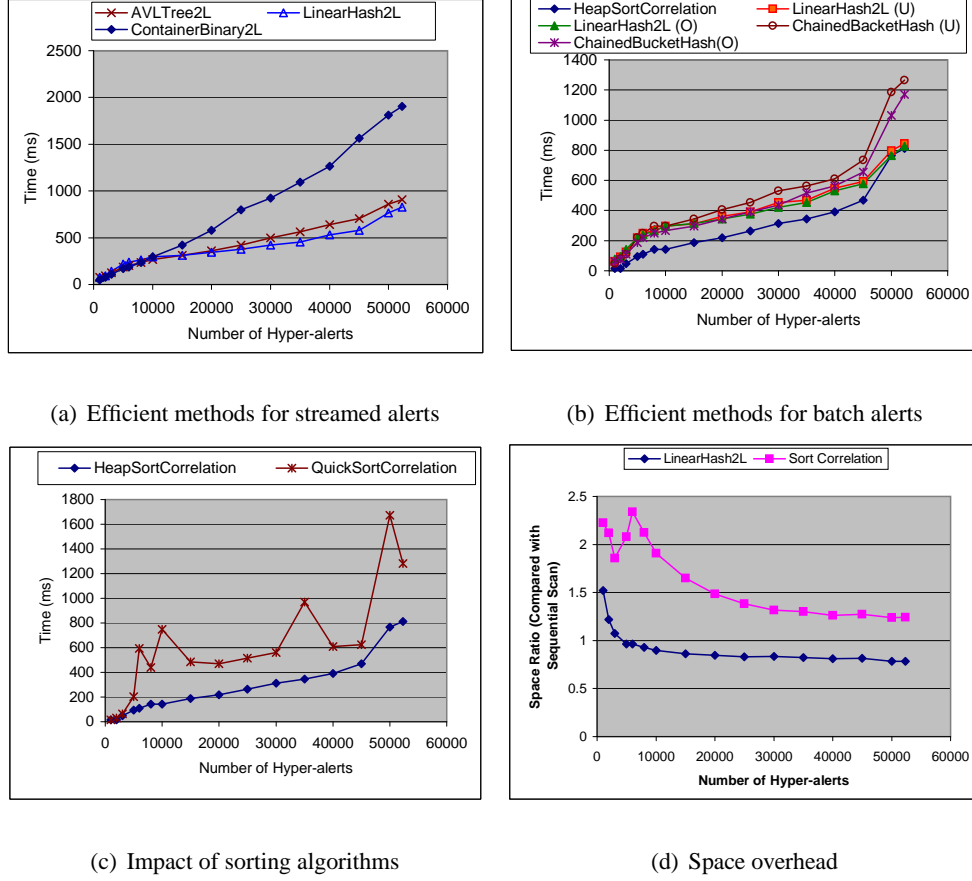 AVLTree2L
LinearHash2L
ContainerBinary2L
2500
2000
1500
1000
500
0
Time (ms)
0 10000 20000 30000 40000 50000 60000
Number of Hyper-alerts
(a) Efficient methods for streamed alerts
HeapSortCorrelation
LinearHash2L (U)
LinearHash2L (O)
ChainedBacketHash (U)
ChainedBucketHash(O)
1400
1200
1000
800
600
400
200
0
Time (ms)
0 10000 20000 30000 40000 50000 60000
Number of Hyper-alerts
(b) Efficient methods for batch alerts
HeapSortCorrelation
QuickSortCorrelation
1800
1600
1400
1200
1000
800
600
400
200
0
Time (ms)
0 10000 20000 30000 40000 50000 60000
Number of Hyper-alerts
(c) Impact of sorting algorithms
LinearHash2L
Sort Correlation
2.5
2
1.5
1
0.5
0
Space Ratio (Compared with
Sequential Scan)
0 10000 20000 30000 40000 50000 60000
Number of Hyper-alerts
(d) Space overhead